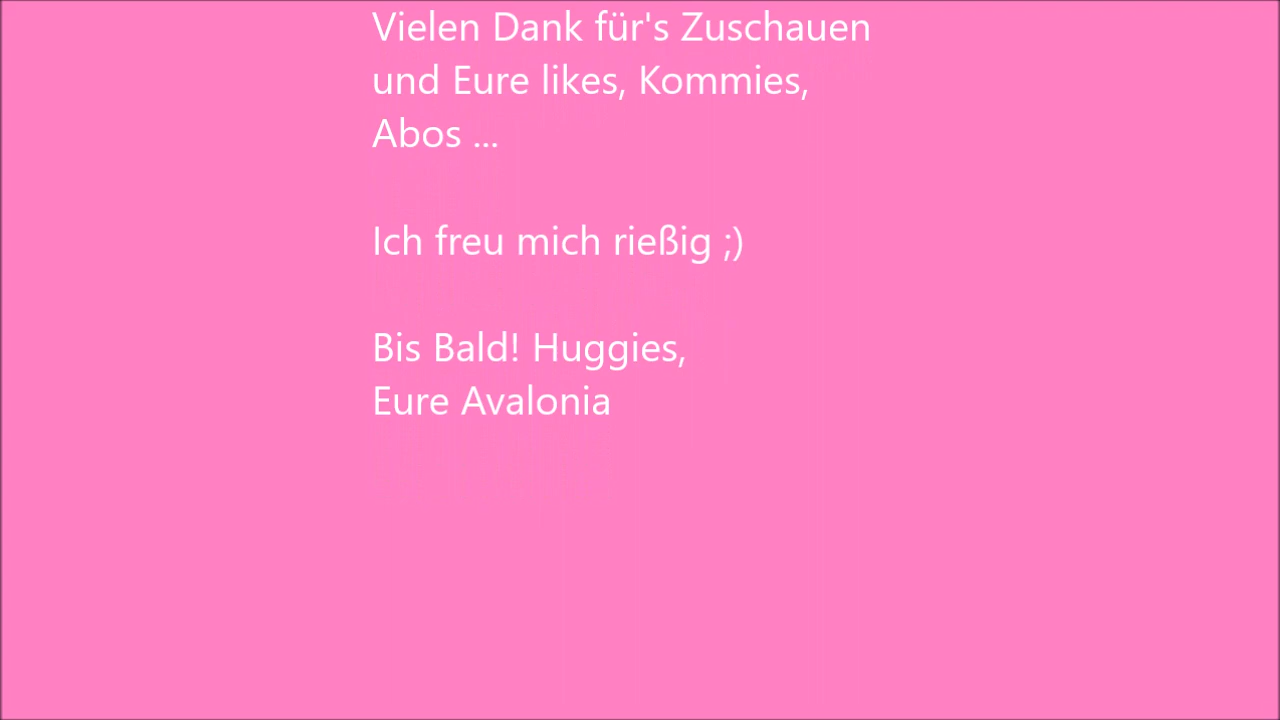 Vielen Dank für's Zuschauen
und Eure likes, Kommies,
Abos ...
Ich freu mich rießig ;)
Bis Bald! Huggies,
Eure Avalonia